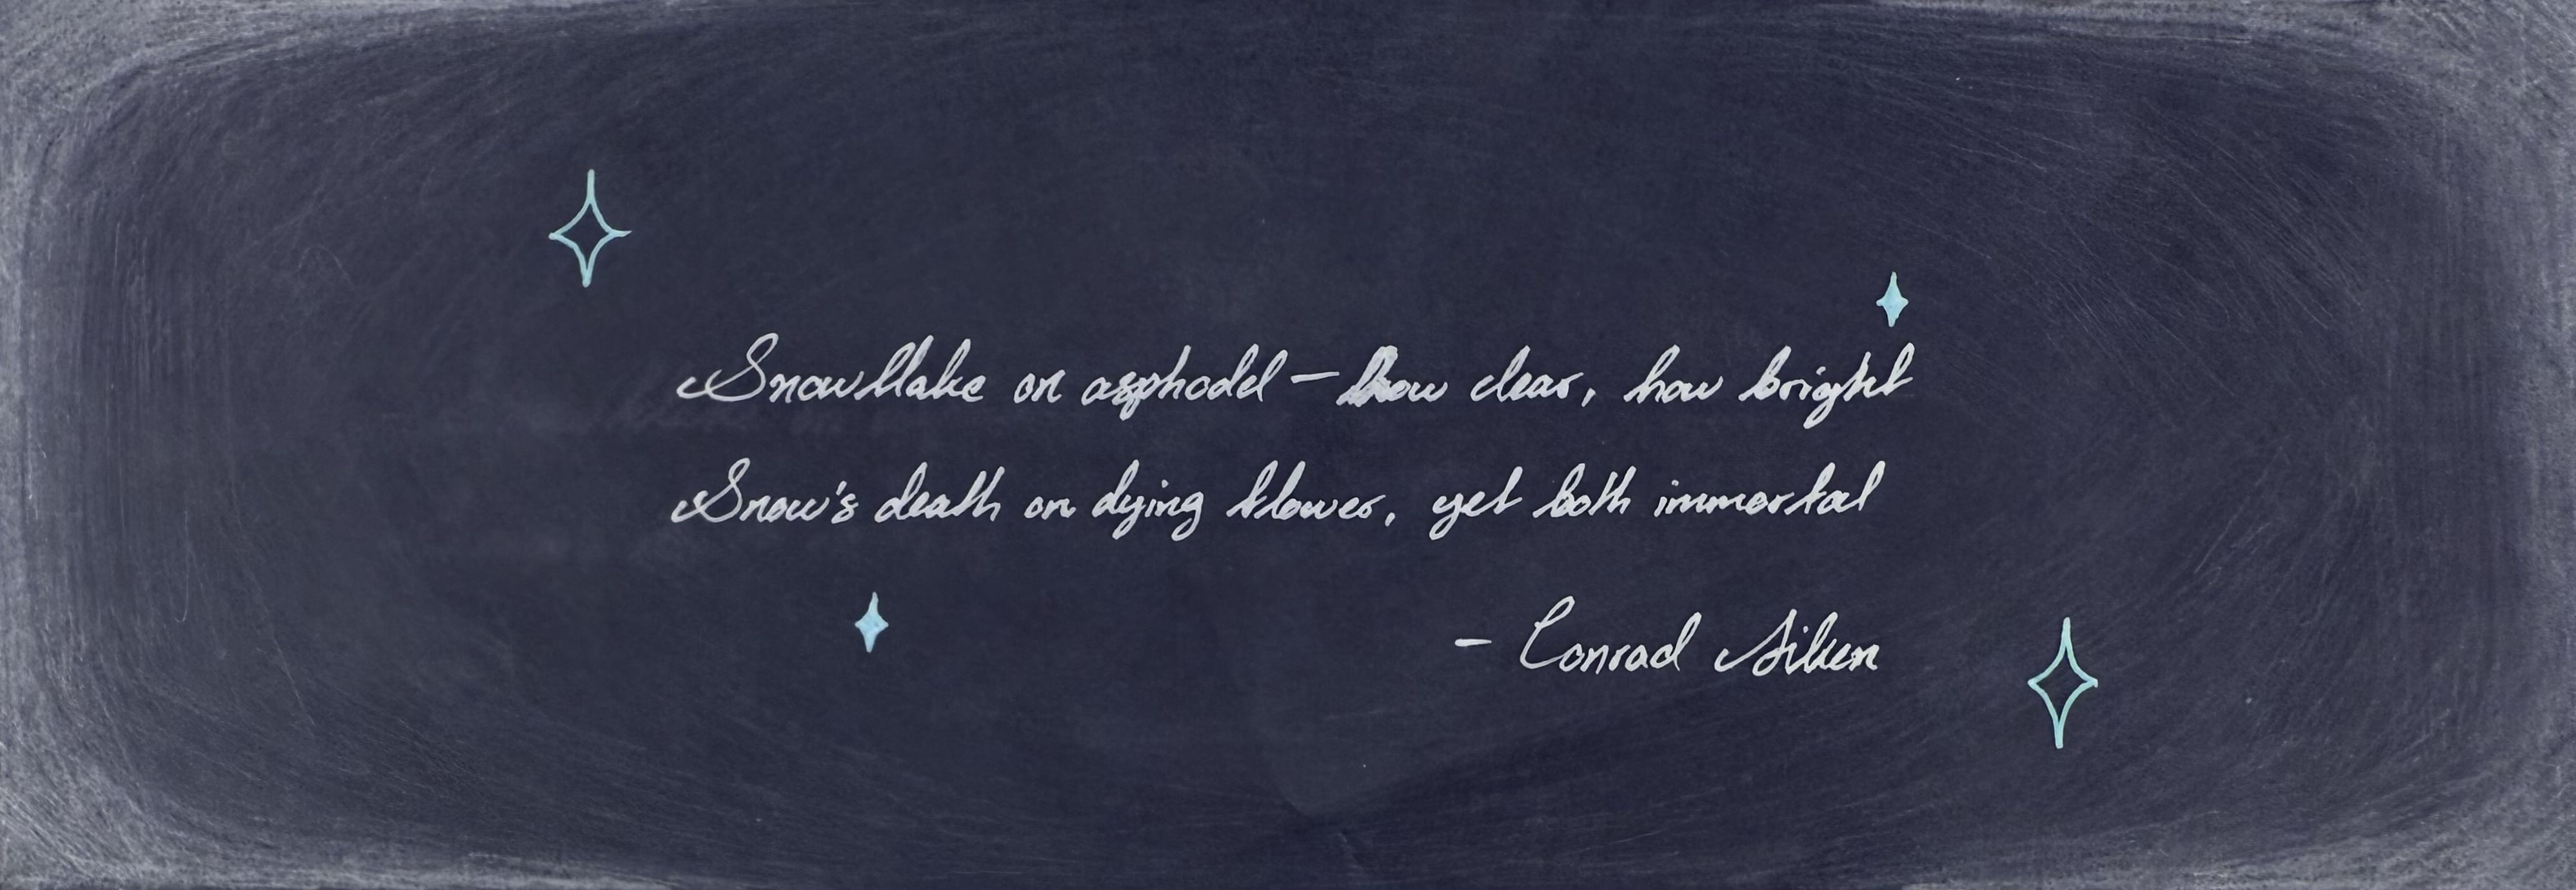 Snowflake on asphodel – how clear, how bright
Snow's death on dying flower, yet both immortal
– Conrad Aiken